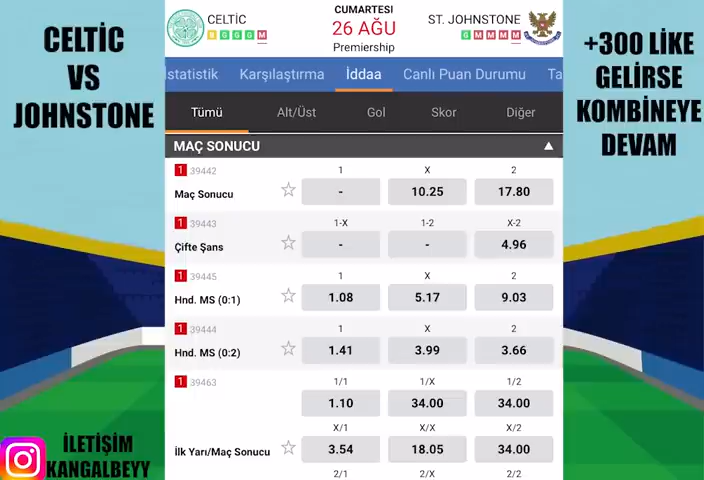 CELTİC
VS
JOHNSTONE
CELTIC
B G G G M
CUMARTESİ
26 AĞU
Premiership
ST. JOHNSTONE
G M M M M
+300 LİKE
GELİRSE
KOMBİNEYE
DEVAM
statistik Karşılaştırma İddaa Canlı Puan Durumu Ta
Tümü Alt/Üst Gol Skor Diğer
MAÇ SONUCU
1 39442 1 X 2
Maç Sonucu - 10.25 17.80
1 39443 1-X 1-2 X-2
Çifte Şans - - 4.96
1 39445 1 X 2
Hnd. MS (0:1) 1.08 5.17 9.03
1 39444 1 X 2
Hnd. MS (0:2) 1.41 3.99 3.66
1 39463 1/1 1/X 1/2
1.10 34.00 34.00
X/1 X/X X/2
İlk Yarı/Maç Sonucu 3.54 18.05 34.00
2/1 2/X 2/2
İLETİŞİM
KANGALBEYY